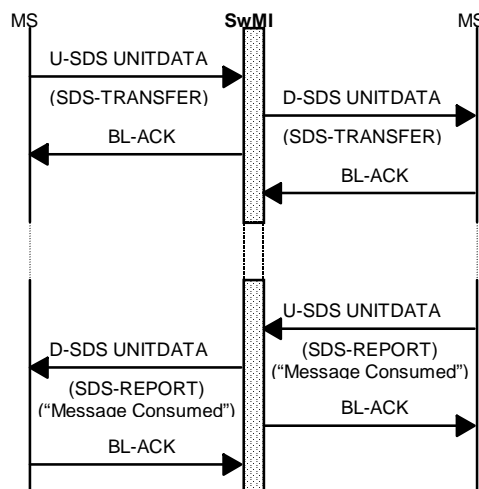 MS SwMI MS
U-SDS UNITDATA
(SDS-TRANSFER)
D-SDS UNITDATA
(SDS-TRANSFER)
BL-ACK
BL-ACK
U-SDS UNITDATA
(SDS-REPORT)
("Message Consumed")
D-SDS UNITDATA
(SDS-REPORT)
("Message Consumed")
BL-ACK
BL-ACK